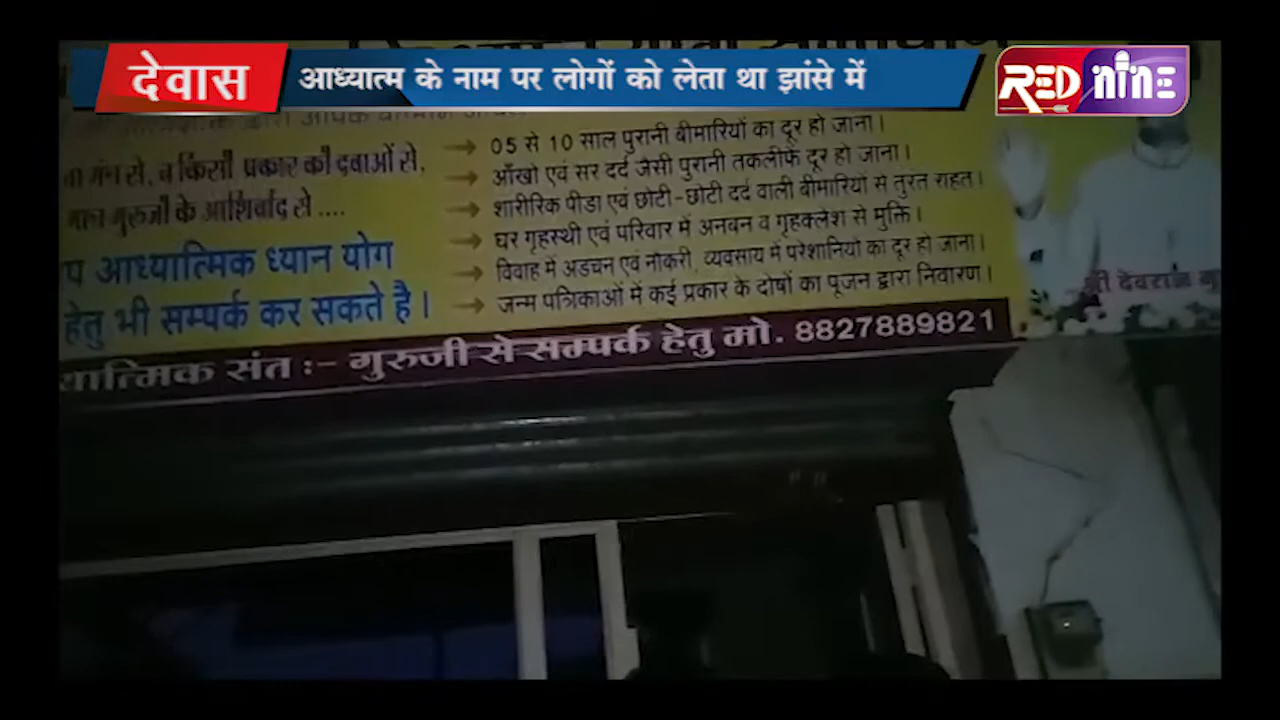 देवास
आध्यात्म के नाम पर लोगों को लेता था झांसे में
RED NINE
05 से 10 साल पुरानी बीमारियों का दूर हो जाना।
आँखो एवं सर दर्द जैसी पुरानी तकलीफें दूर हो जाना।
शारीरिक पीडा एवं छोटी-छोटी दर्द वाली बीमारियों से तुरंत राहत।
घर गृहस्थी एवं परिवार में अनबन व गृहक्लेश से मुक्ति।
विवाह में अडचन एवं नौकरी, व्यवसाय में परेशानियों का दूर हो जाना।
जन्म पत्रिकाओं में कई प्रकार के दोषों का पूजन द्वारा निवारण।
मंत्र से, न किसी प्रकार की दवाओं से,
गुरुजी के आशिर्वाद से ....
आध्यात्मिक ध्यान योग
हेतु भी सम्पर्क कर सकते है।
संत :- गुरुजी से सम्पर्क हेतु मो. 8827889821
श्री देवराज